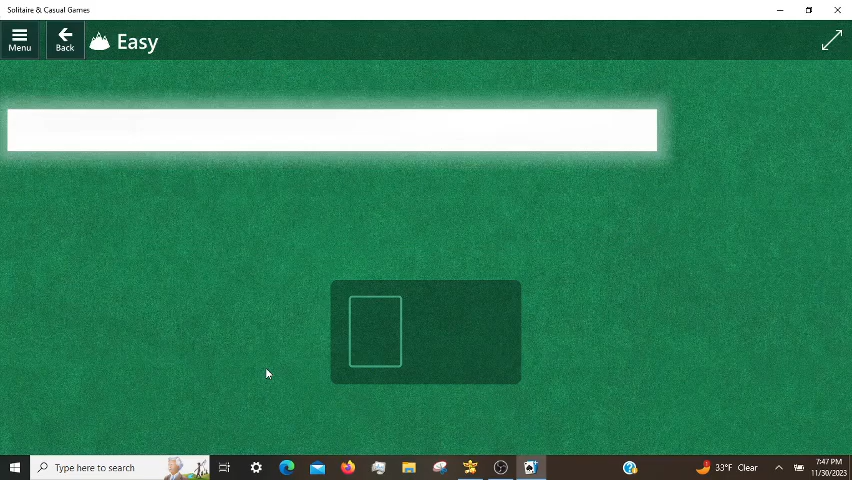 Solitaire & Casual Games
Menu
Back
Easy
Type here to search
33°F Clear
7:47 PM
11/30/2023